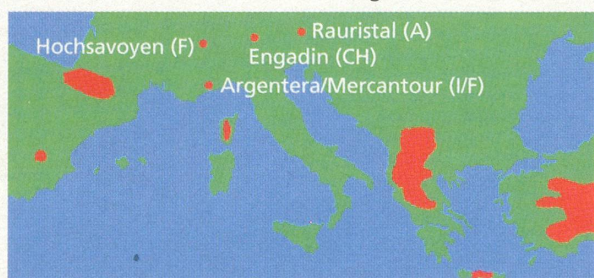 Rauristal (A)
Hochsavoyen (F)
Engadin (CH)
Argentera/Mercantour (I/F)